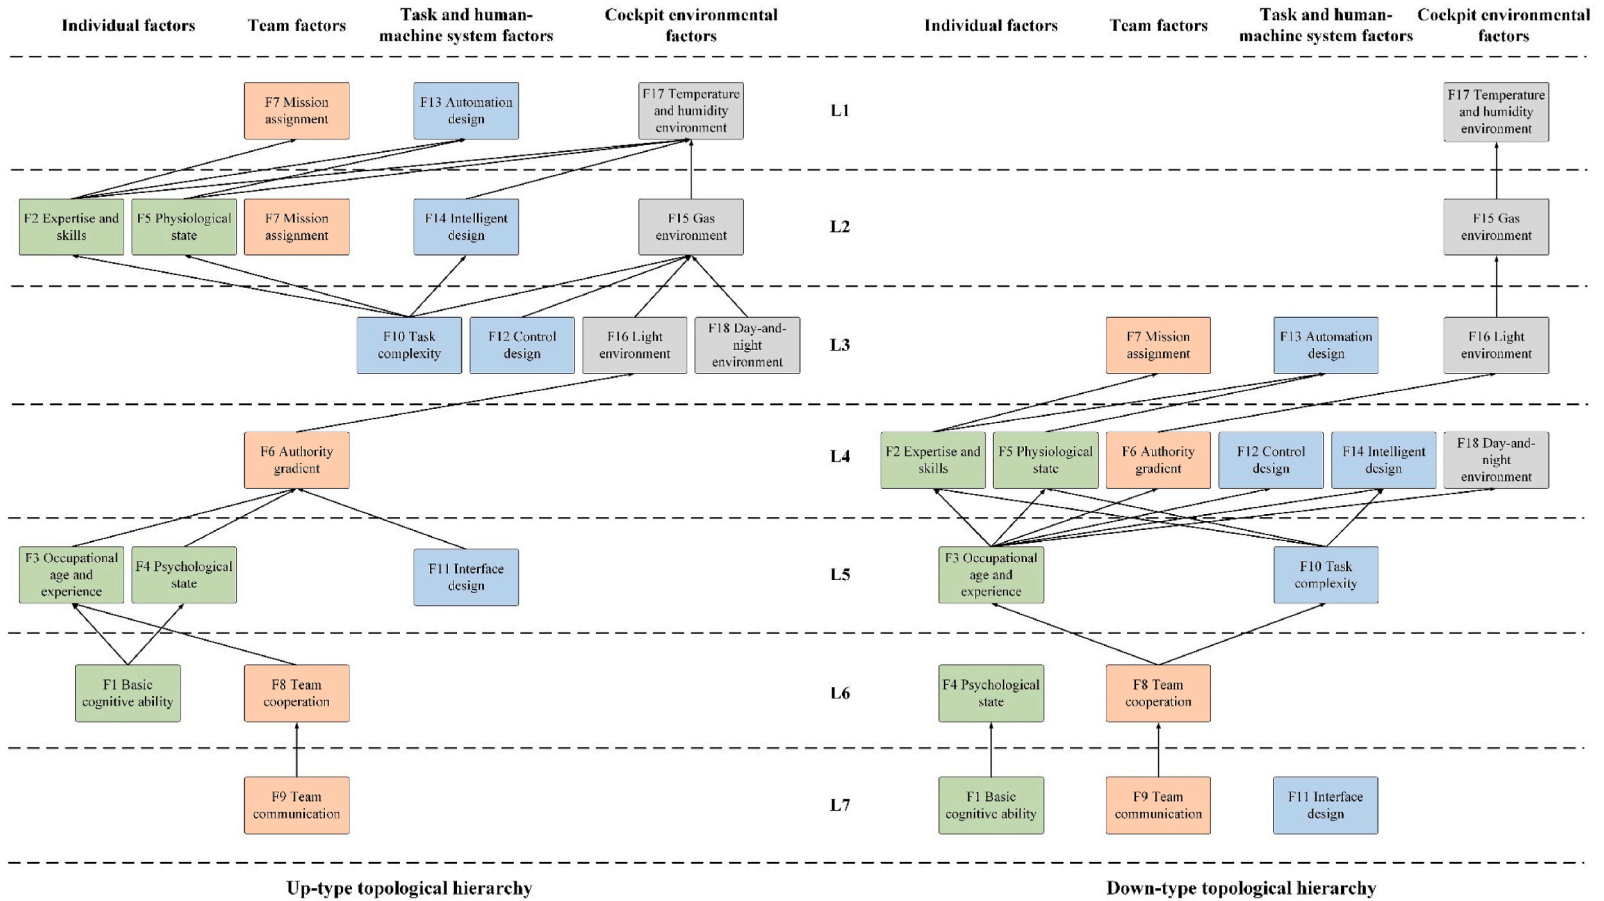 Individual factors
Team factors
Task and human-
machine system factors
Cockpit environmental
factors
Individual factors
Team factors
Task and human-
machine system factors
Cockpit environmental
factors
F7 Mission
assignment
F13 Automation
design
F17 Temperature
and humidity
environment
L1
F17 Temperature
and humidity
environment
F2 Expertise and
skills
F5 Physiological
state
F7 Mission
assignment
F14 Intelligent
design
F15 Gas
environment
L2
F15 Gas
environment
F10 Task
complexity
F12 Control
design
F16 Light
environment
F18 Day-and-
night
environment
L3
F7 Mission
assignment
F13 Automation
design
F16 Light
environment
F6 Authority
gradient
L4
F2 Expertise and
skills
F5 Physiological
state
F6 Authority
gradient
F12 Control
design
F14 Intelligent
design
F18 Day-and-
night
environment
F3 Occupational
age and
experience
F4 Psychological
state
F11 Interface
design
L5
F3 Occupational
age and
experience
F10 Task
complexity
F1 Basic
cognitive ability
F8 Team
cooperation
L6
F4 Psychological
state
F8 Team
cooperation
F9 Team
communication
L7
F1 Basic
cognitive ability
F9 Team
communication
F11 Interface
design
Up-type topological hierarchy
Down-type topological hierarchy